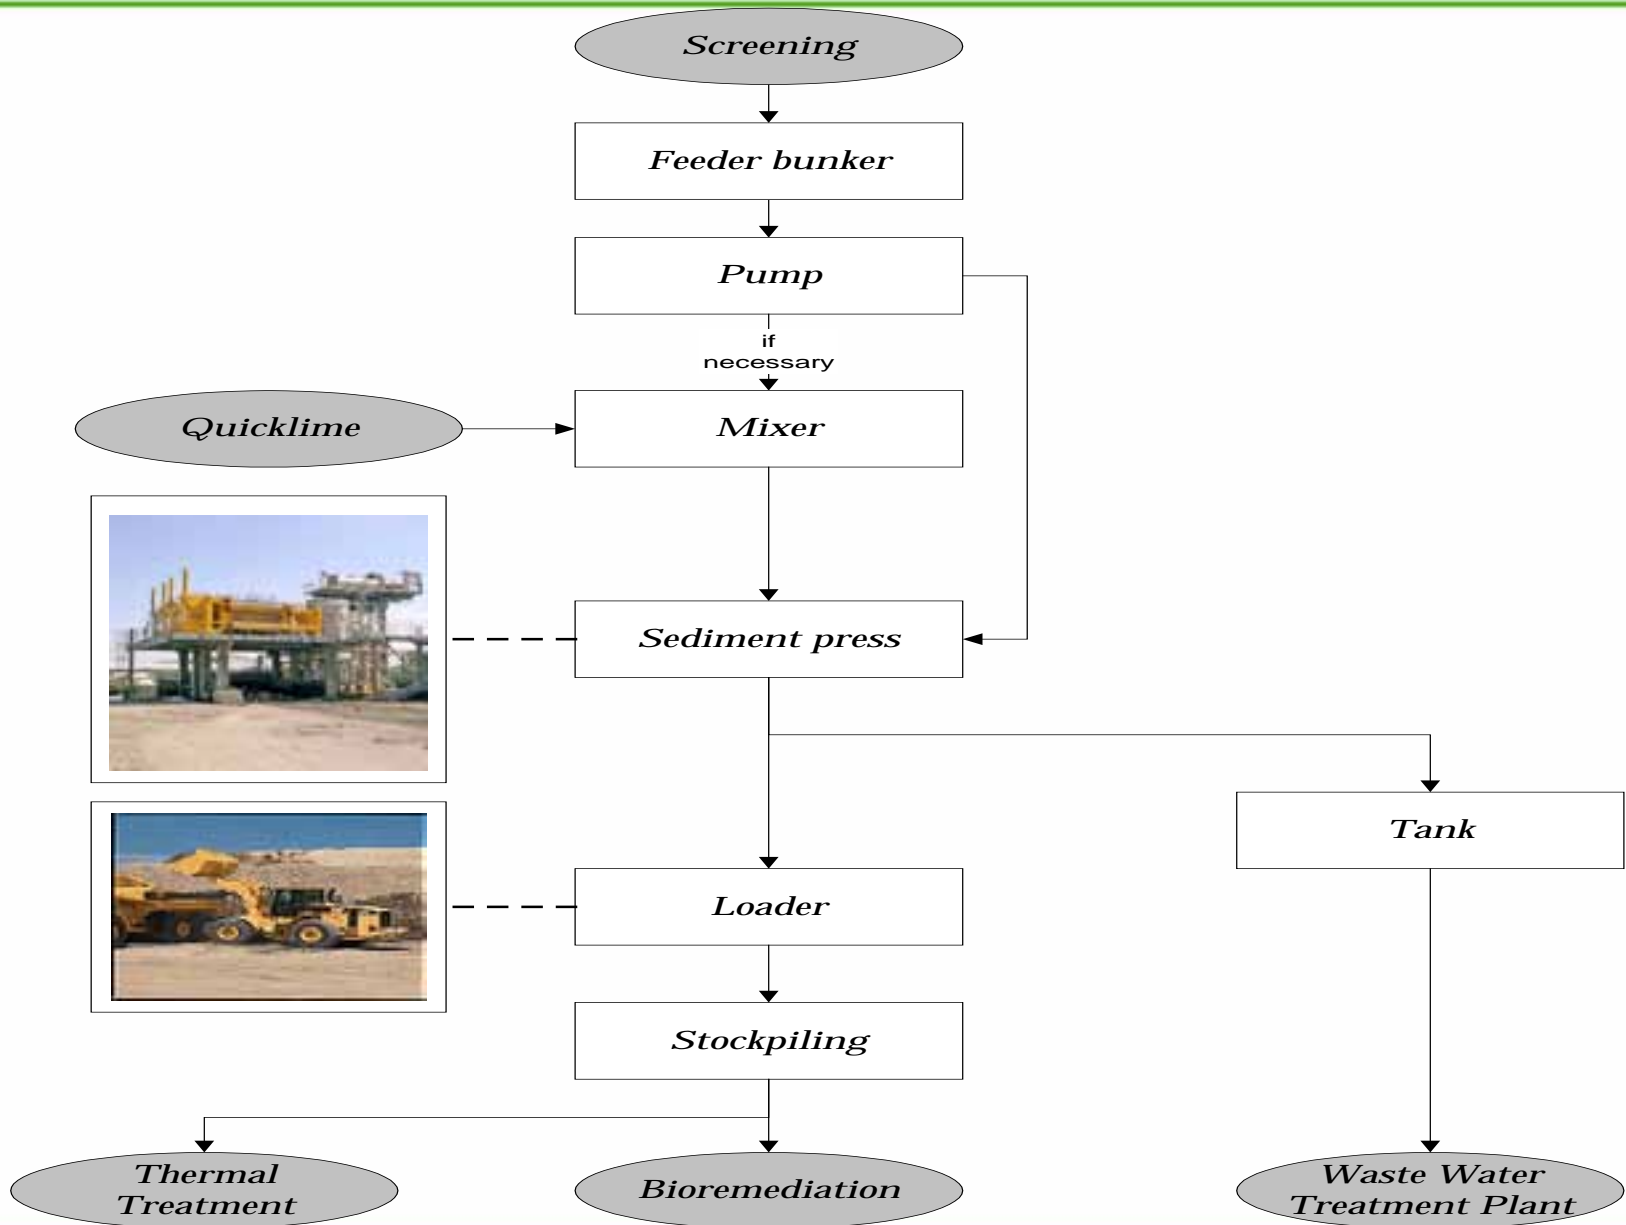 Screening
Feeder bunker
Pump
if
necessary
Quicklime
Mixer
Sediment press
Tank
Loader
Stockpiling
Thermal
Treatment
Bioremediation
Waste Water
Treatment Plant